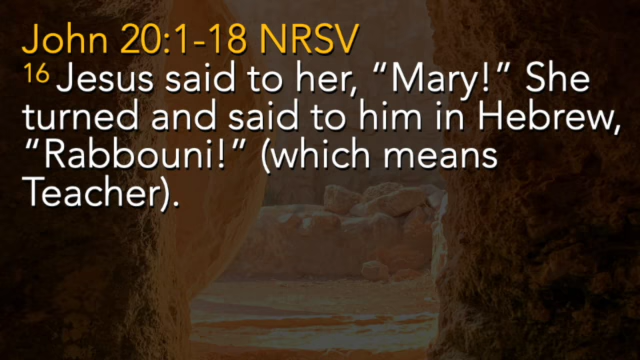 John 20:1-18 NRSV
16 Jesus said to her, “Mary!” She
turned and said to him in Hebrew,
“Rabbouni!” (which means
Teacher).